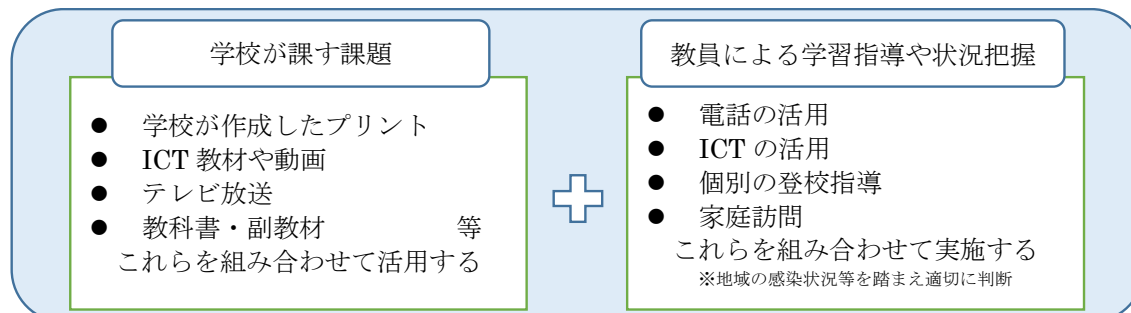 学校が課す課題
● 学校が作成したプリント
● ICT 教材や動画
● テレビ放送
● 教科書・副教材 等
これらを組み合わせて活用する
教員による学習指導や状況把握
● 電話の活用
● ICT の活用
● 個別の登校指導
● 家庭訪問
これらを組み合わせて実施する
※地域の感染状況等を踏まえ適切に判断